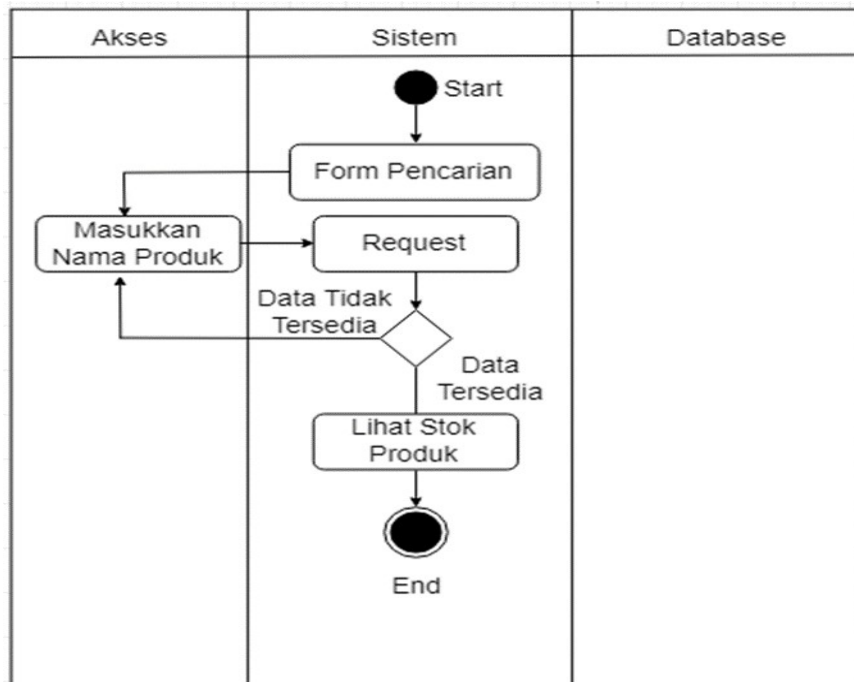 Akses
Sistem
Database
Start
Form Pencarian
Masukkan
Nama Produk
Request
Data Tidak
Tersedia
Data
Tersedia
Lihat Stok
Produk
End